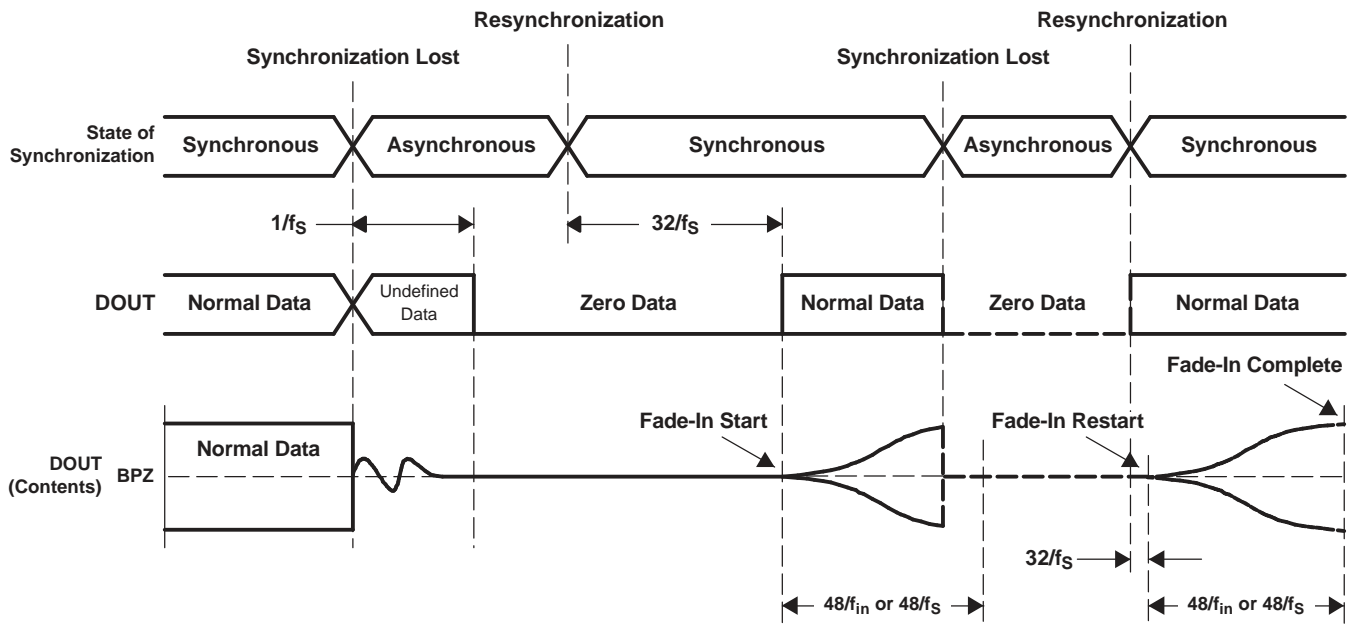 Resynchronization
Resynchronization
Synchronization Lost
Synchronization Lost
State of
Synchronization
Synchronous
Asynchronous
Synchronous
Asynchronous
Synchronous
1/fS
32/fS
DOUT
Normal Data
Undefined
Data
Zero Data
Normal Data
Zero Data
Normal Data
Fade-In Complete
Fade-In Start
Fade-In Restart
Normal Data
DOUT
(Contents)
BPZ
32/fS
48/fin or 48/fS
48/fin or 48/fS